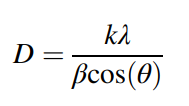 D = kλ / βcos(θ)